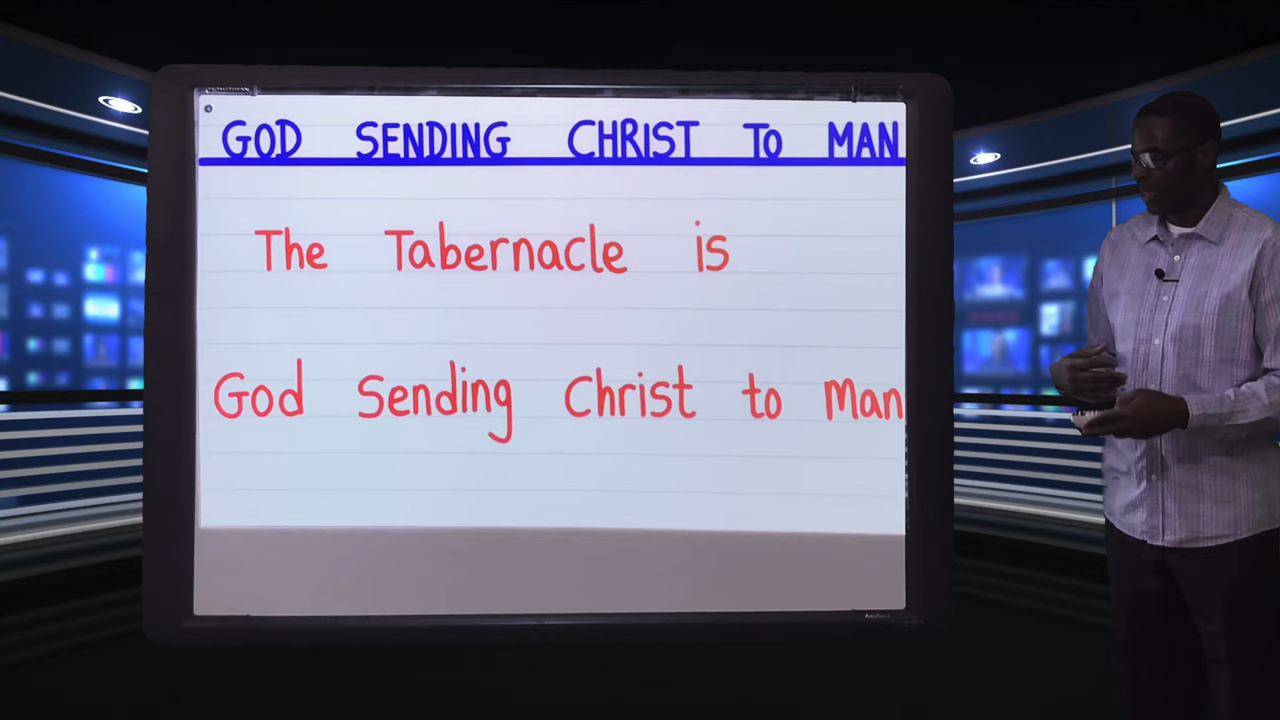 GOD SENDING CHRIST TO MAN
The Tabernacle is
God Sending Christ to Man